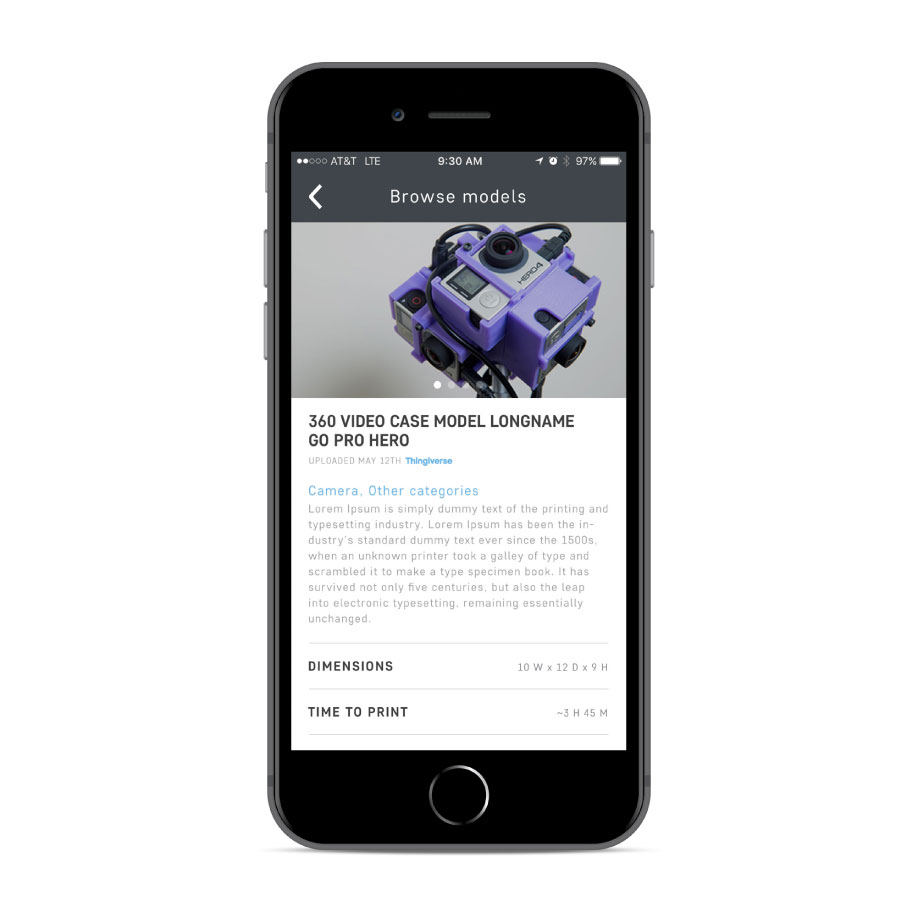 AT&T LTE 9:30 AM 97%
Browse models
HERO4
360 VIDEO CASE MODEL LONGNAME
GO PRO HERO
UPLOADED MAY 12TH Thingiverse
Camera, Other categories
Lorem Ipsum is simply dummy text of the printing and
typesetting industry. Lorem Ipsum has been the in-
dustry's standard dummy text ever since the 1500s,
when an unknown printer took a galley of type and
scrambled it to make a type specimen book. It has
survived not only five centuries, but also the leap
into electronic typesetting, remaining essentially
unchanged.
DIMENSIONS 10 W x 12 D x 9 H
TIME TO PRINT ~3 H 45 M